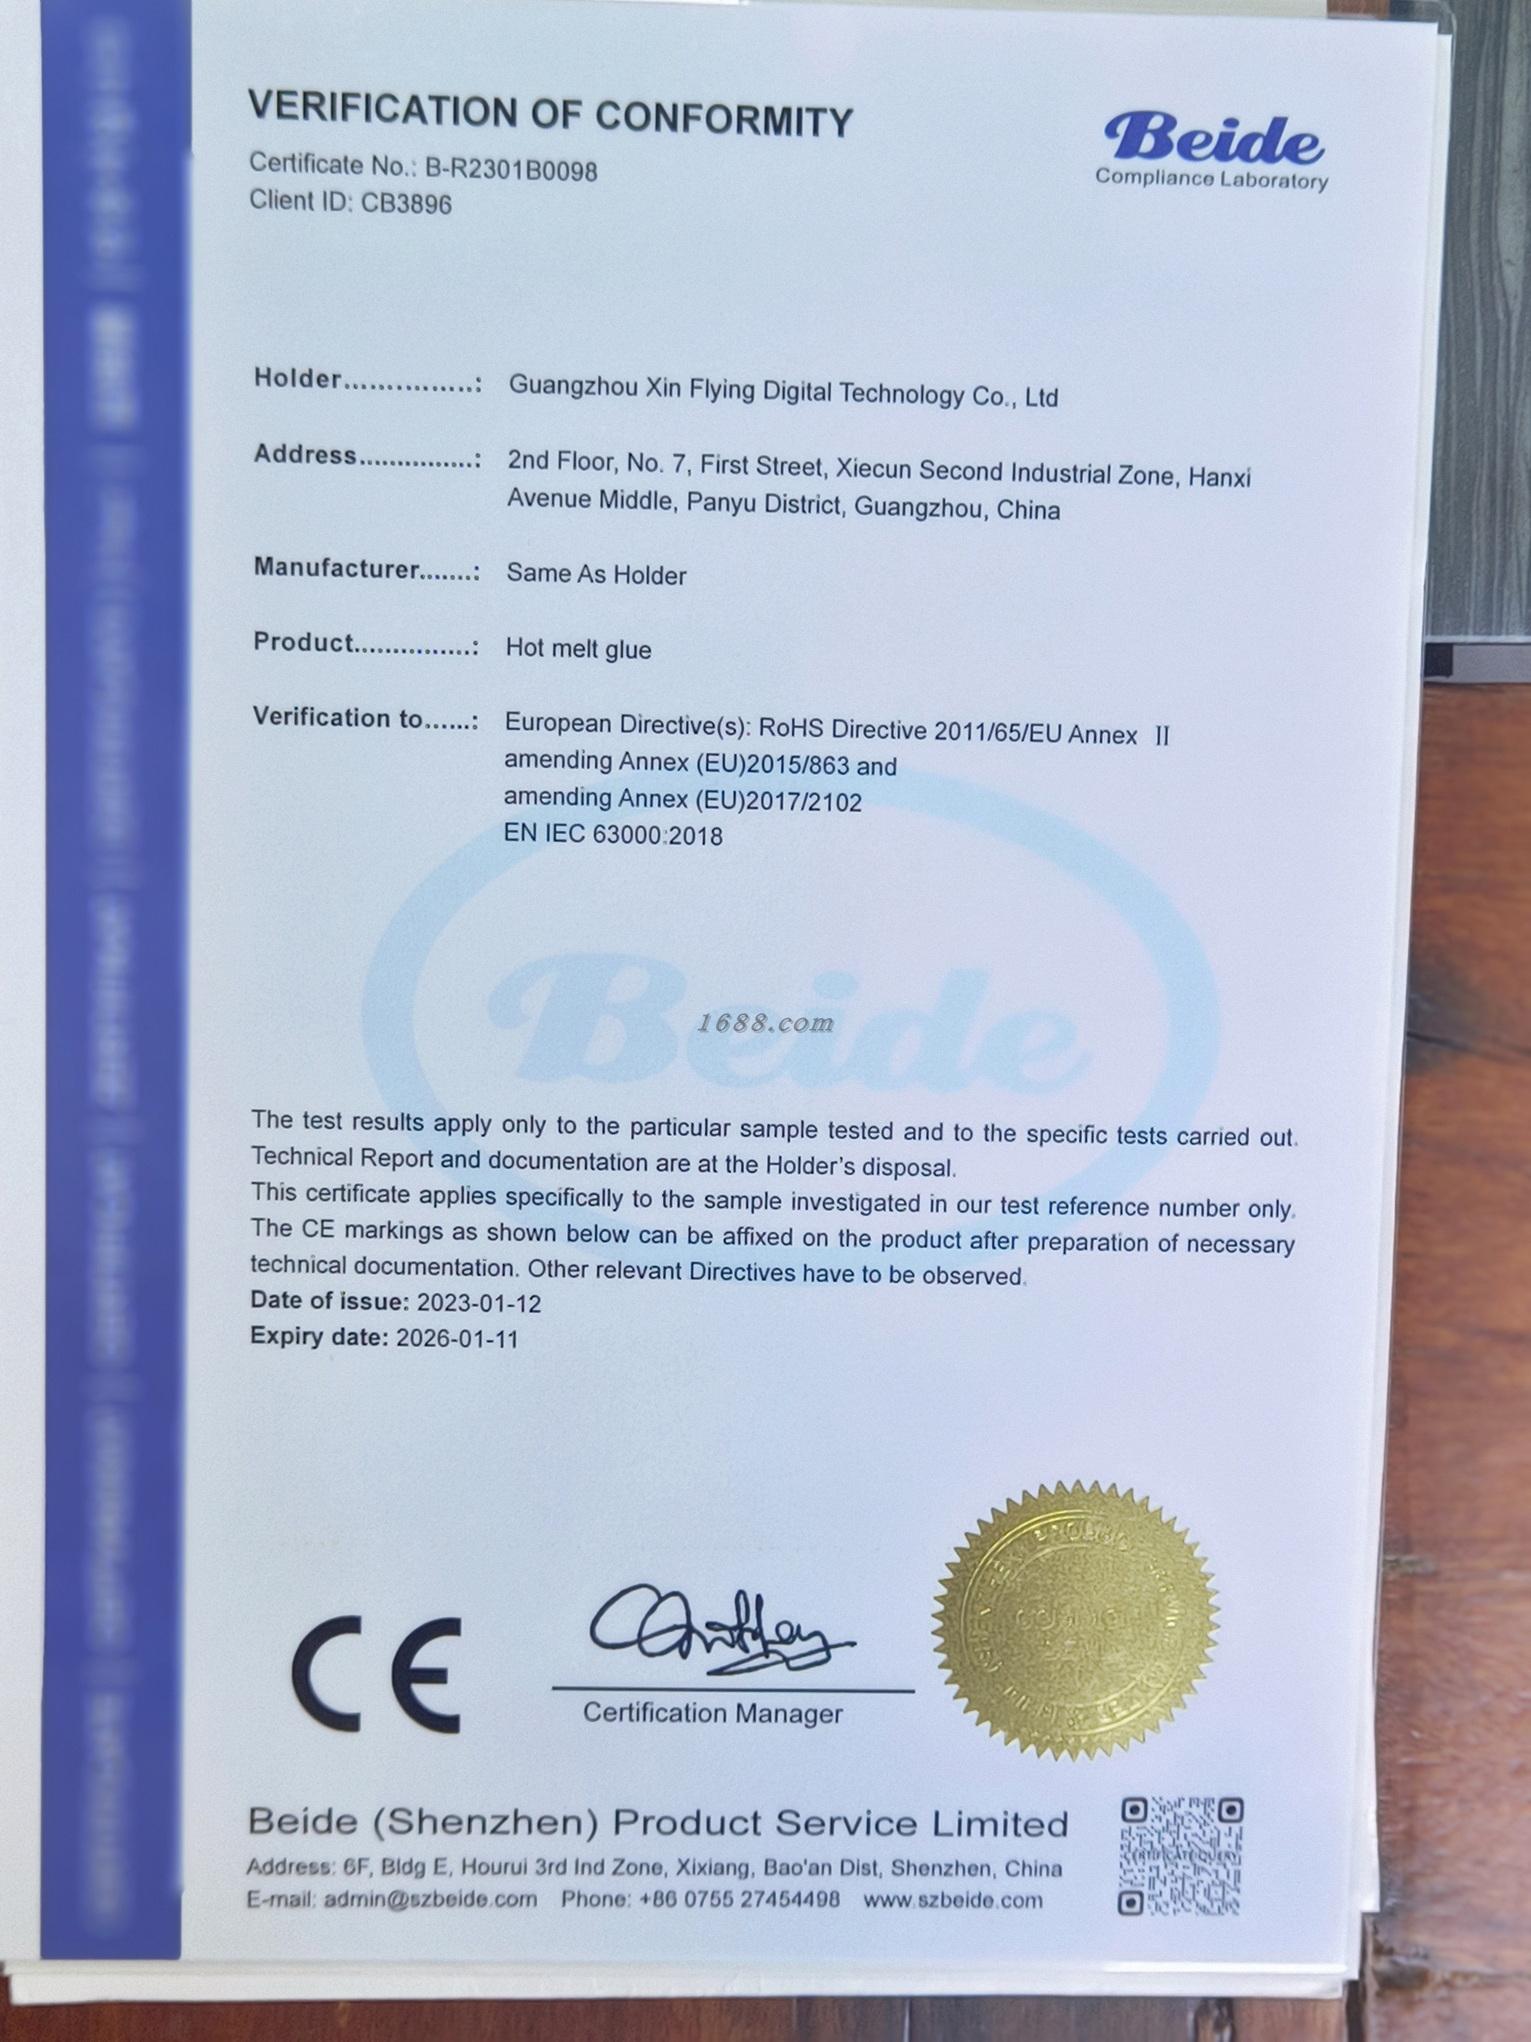 VERIFICATION OF CONFORMITY
Certificate No.: B-R2301B0098
Client ID: CB3896
Beide
Compliance Laboratory
Holder...............: Guangzhou Xin Flying Digital Technology Co., Ltd
Address...............: 2nd Floor, No. 7, First Street, Xiecun Second Industrial Zone, Hanxi
Avenue Middle, Panyu District, Guangzhou, China
Manufacturer.......: Same As Holder
Product...............: Hot melt glue
Verification to......: European Directive(s): RoHS Directive 2011/65/EU Annex II
amending Annex (EU)2015/863 and
amending Annex (EU)2017/2102
EN IEC 63000:2018
Beide
1688.com
The test results apply only to the particular sample tested and to the specific tests carried out.
Technical Report and documentation are at the Holder's disposal.
This certificate applies specifically to the sample investigated in our test reference number only.
The CE markings as shown below can be affixed on the product after preparation of necessary
technical documentation. Other relevant Directives have to be observed.
Date of issue: 2023-01-12
Expiry date: 2026-01-11
CE
Certification Manager
Beide (Shenzhen) Product Service Limited
Address: 6F, Bldg E, Hourui 3rd Ind Zone, Xixiang, Bao'an Dist, Shenzhen, China
E-mail: admin@szbeide.com Phone: +86 0755 27454498 www.szbeide.com